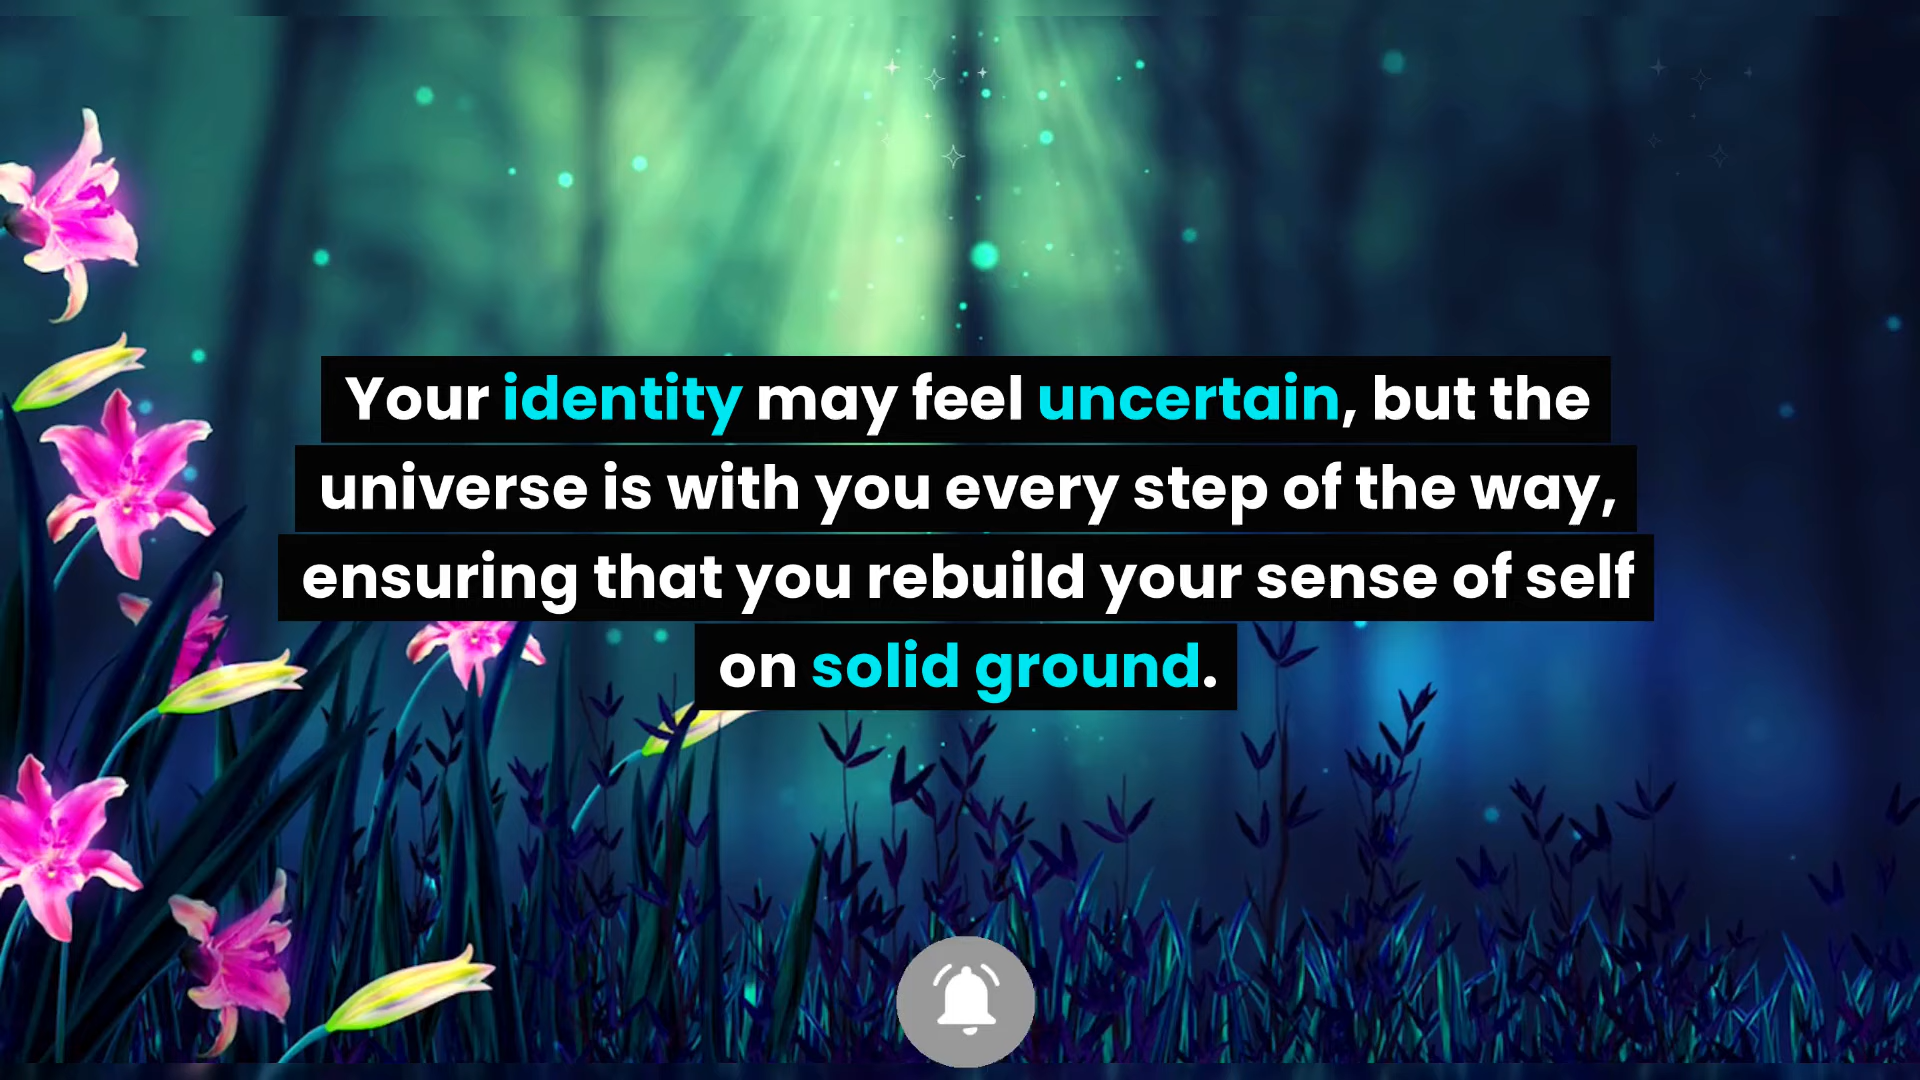 Your identity may feel uncertain, but the
universe is with you every step of the way,
ensuring that you rebuild your sense of self
on solid ground.